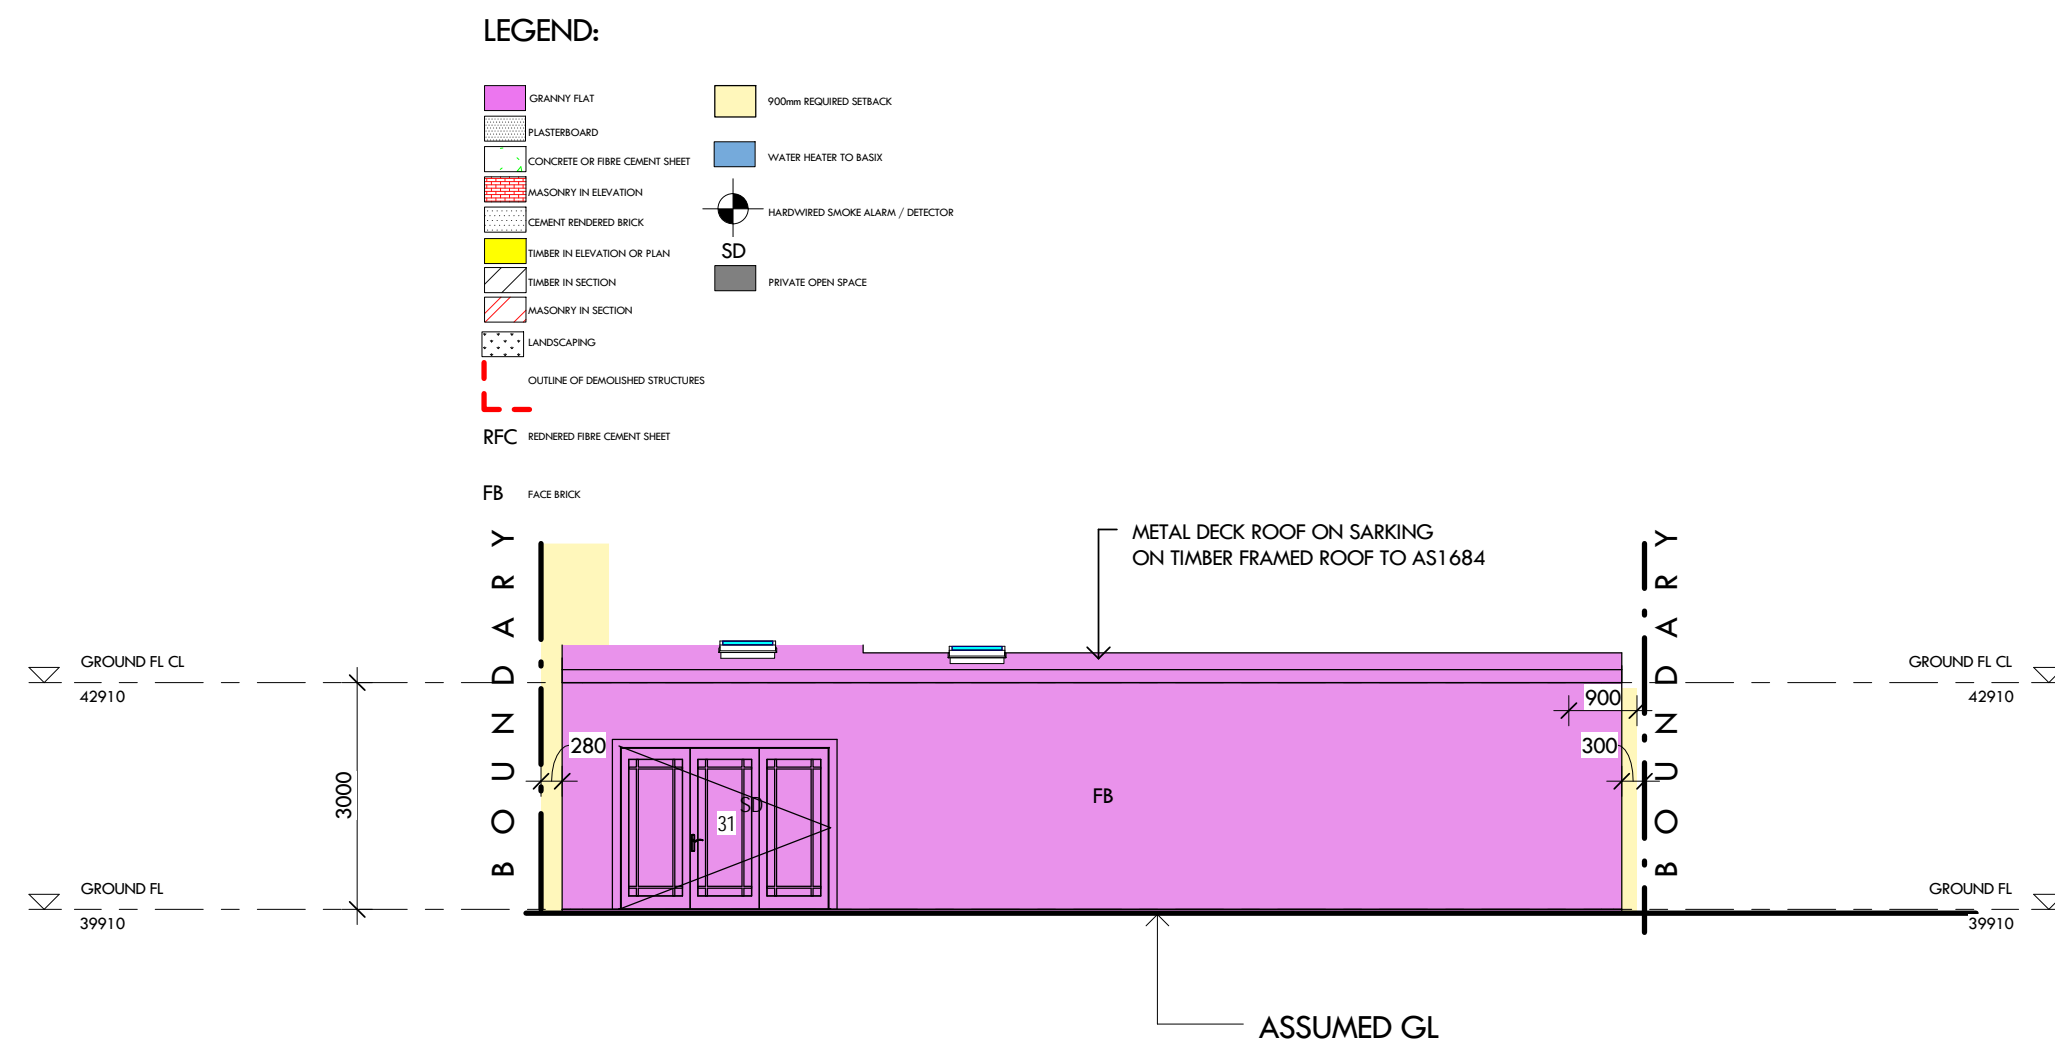 LEGEND:
GRANNY FLAT
PLASTERBOARD
CONCRETE OR FIBRE CEMENT SHEET
MASONRY IN ELEVATION
CEMENT RENDERED BRICK
TIMBER IN ELEVATION OR PLAN
TIMBER IN SECTION
MASONRY IN SECTION
LANDSCAPING
OUTLINE OF DEMOLISHED STRUCTURES
RFC REDNERED FIBRE CEMENT SHEET
FB FACE BRICK
900mm REQUIRED SETBACK
WATER HEATER TO BASIX
HARDWIRED SMOKE ALARM / DETECTOR
SD
PRIVATE OPEN SPACE
METAL DECK ROOF ON SARKING
ON TIMBER FRAMED ROOF TO AS1684
BOUNDARY
BOUNDARY
GROUND FL CL
42910
GROUND FL CL
42910
900
280
300
3000
SD
31
FB
GROUND FL
39910
GROUND FL
39910
ASSUMED GL